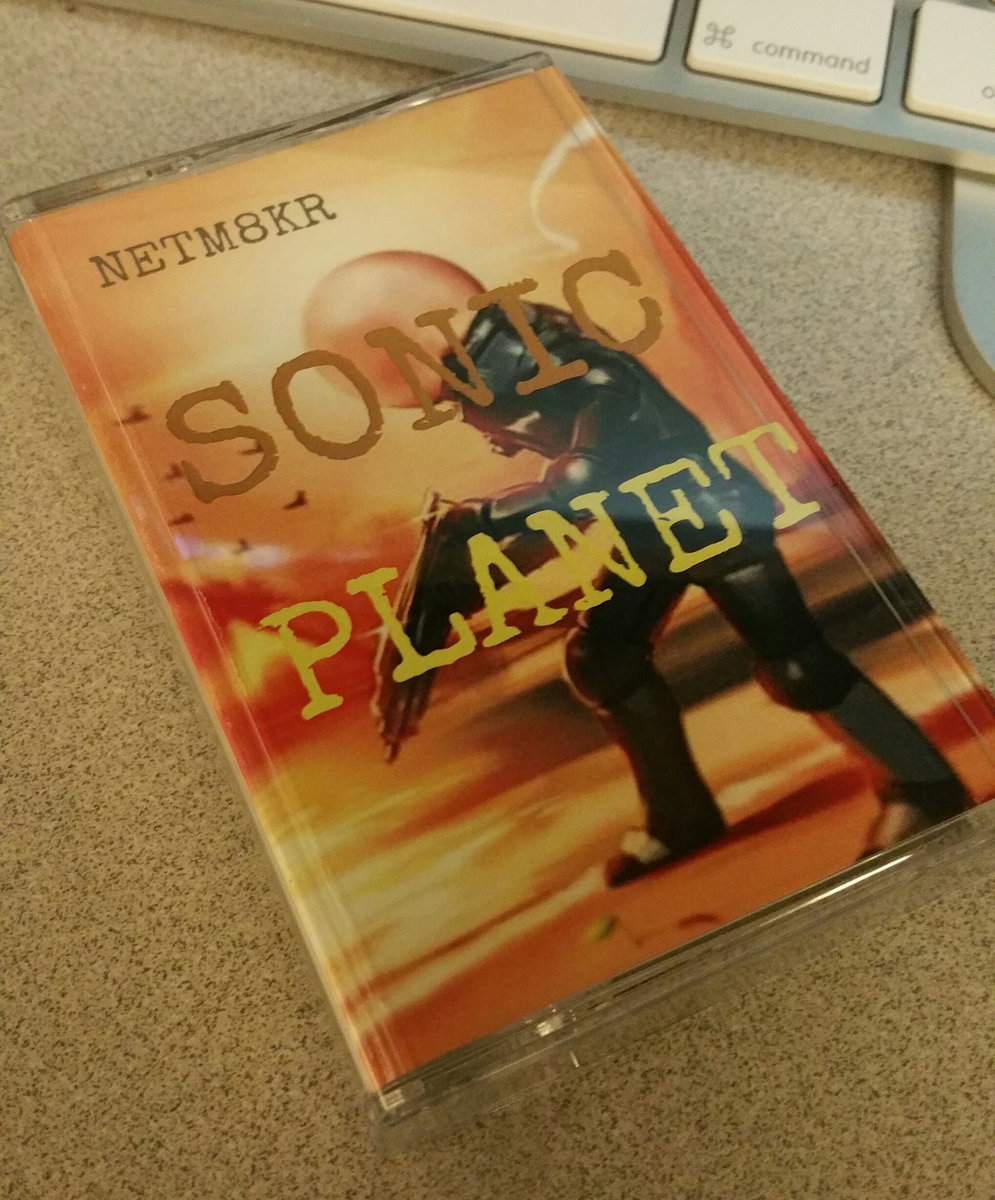 ⌘ command
o
NETM8KR
SONIC
PLANET